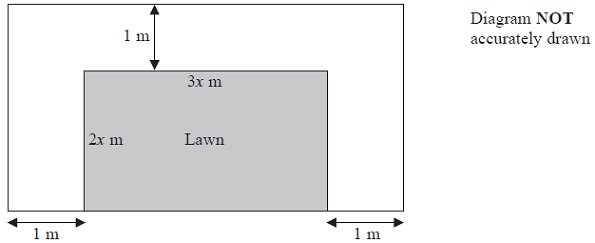 Diagram NOT
accurately drawn
1 m
3x m
2x m
Lawn
1 m
1 m